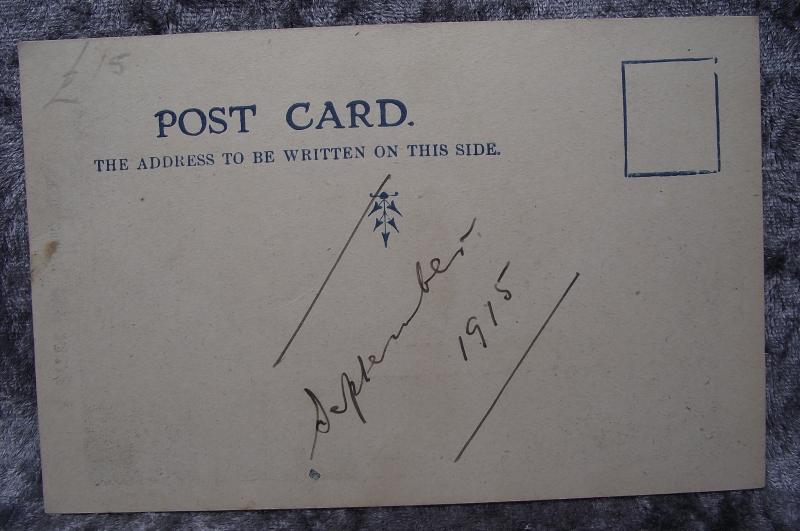 £15
POST CARD.
THE ADDRESS TO BE WRITTEN ON THIS SIDE.
September
1915